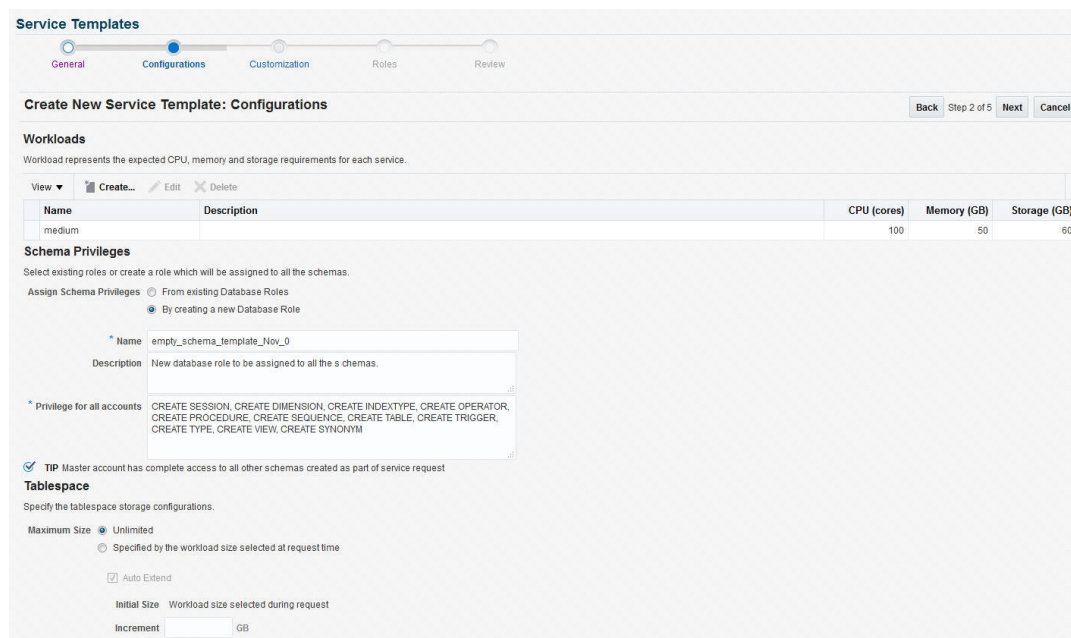 Service Templates
General Configurations Customization Roles Review
Create New Service Template: Configurations
Back Step 2 of 5 Next Cancel
Workloads
Workload represents the expected CPU, memory and storage requirements for each service.
View ▼ Create... Edit Delete
Name Description CPU (cores) Memory (GB) Storage (GB)
medium 100 50 60
Schema Privileges
Select existing roles or create a role which will be assigned to all the schemas.
Assign Schema Privileges From existing Database Roles
By creating a new Database Role
* Name empty_schema_template_Nov_0
Description New database role to be assigned to all the s chemas.
* Privilege for all accounts CREATE SESSION, CREATE DIMENSION, CREATE INDEXTYPE, CREATE OPERATOR,
CREATE PROCEDURE, CREATE SEQUENCE, CREATE TABLE, CREATE TRIGGER,
CREATE TYPE, CREATE VIEW, CREATE SYNONYM
TIP Master account has complete access to all other schemas created as part of service request
Tablespace
Specify the tablespace storage configurations.
Maximum Size Unlimited
Specified by the workload size selected at request time
Auto Extend
Initial Size Workload size selected during request
Increment GB